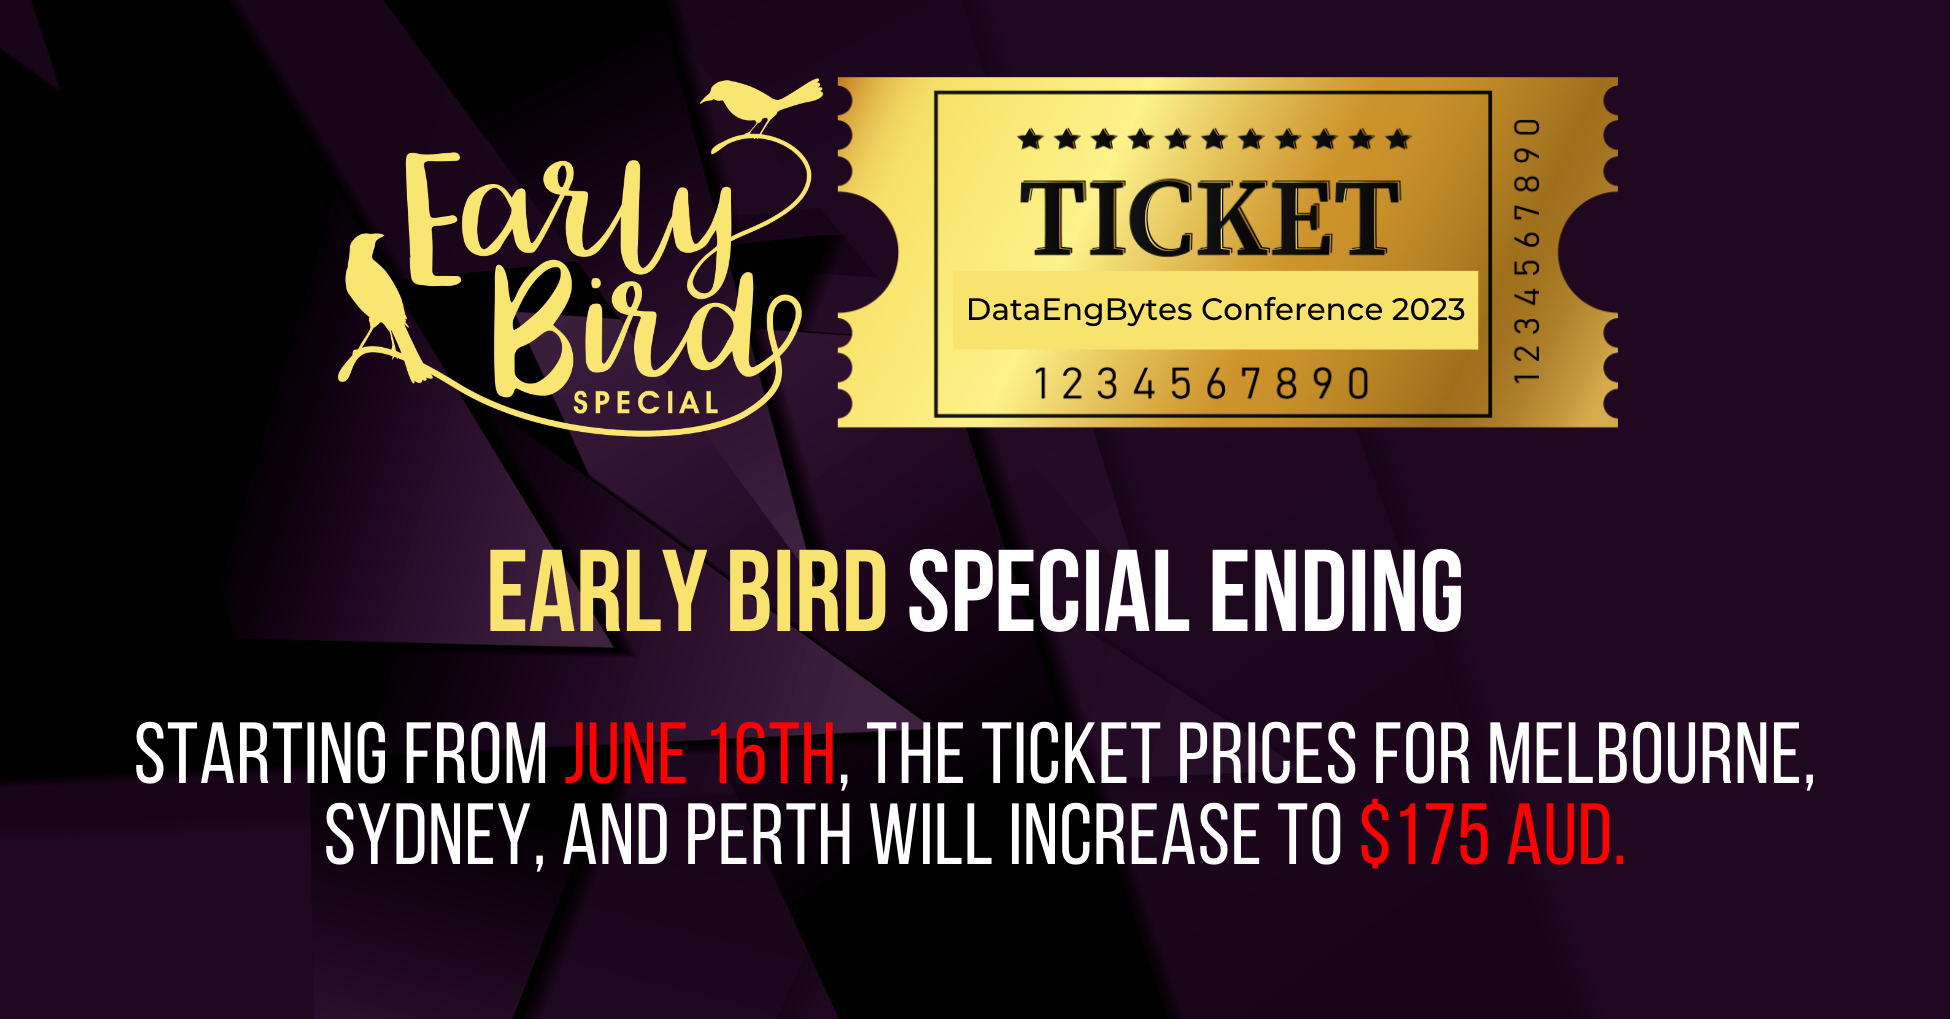 Early
Bird
SPECIAL
TICKET
DataEngBytes Conference 2023
1234567890
1234567890
EARLY BIRD SPECIAL ENDING
STARTING FROM JUNE 16TH, THE TICKET PRICES FOR MELBOURNE,
SYDNEY, AND PERTH WILL INCREASE TO $175 AUD.